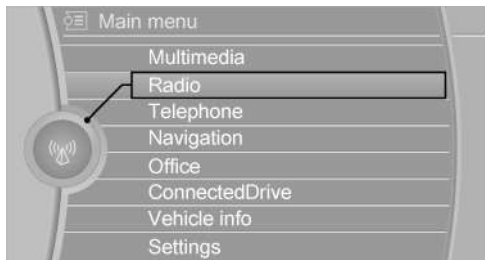 Main menu
Multimedia
Radio
Telephone
Navigation
Office
ConnectedDrive
Vehicle info
Settings